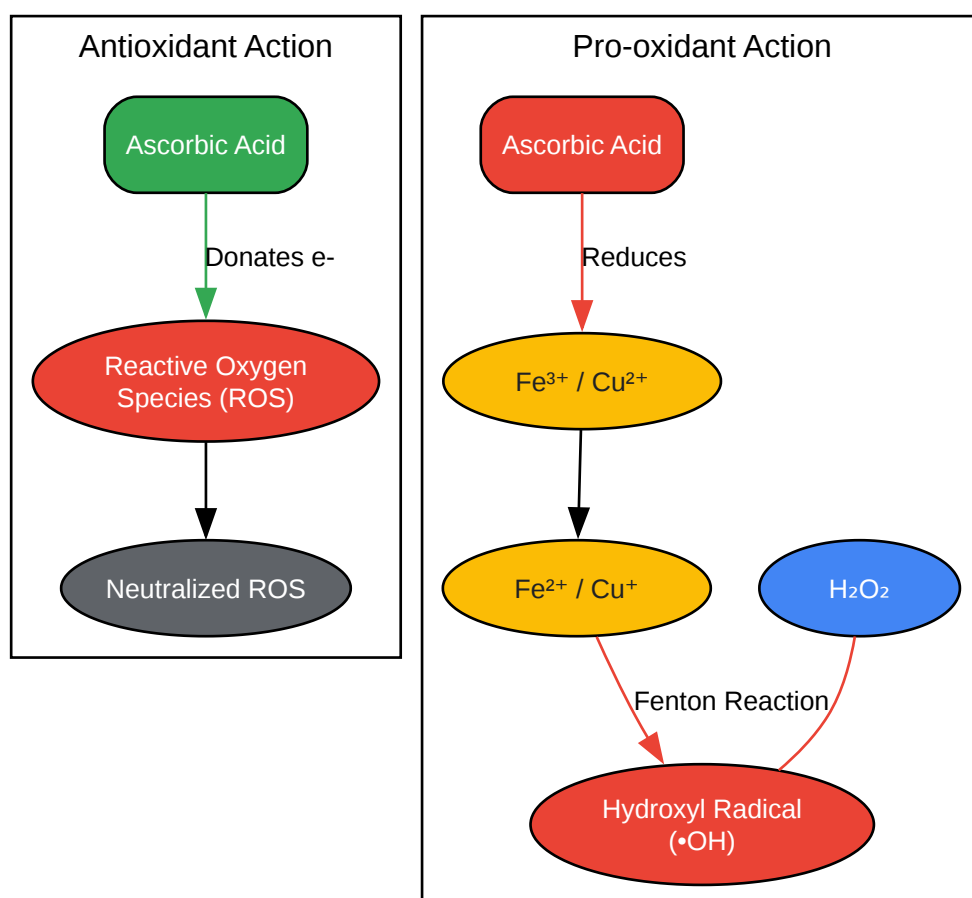 Antioxidant Action
Ascorbic Acid
Donates e-
Reactive Oxygen
Species (ROS)
Neutralized ROS
Pro-oxidant Action
Ascorbic Acid
Reduces
Fe³⁺ / Cu²⁺
Fe²⁺ / Cu⁺
H₂O₂
Fenton Reaction
Hydroxyl Radical
(•OH)